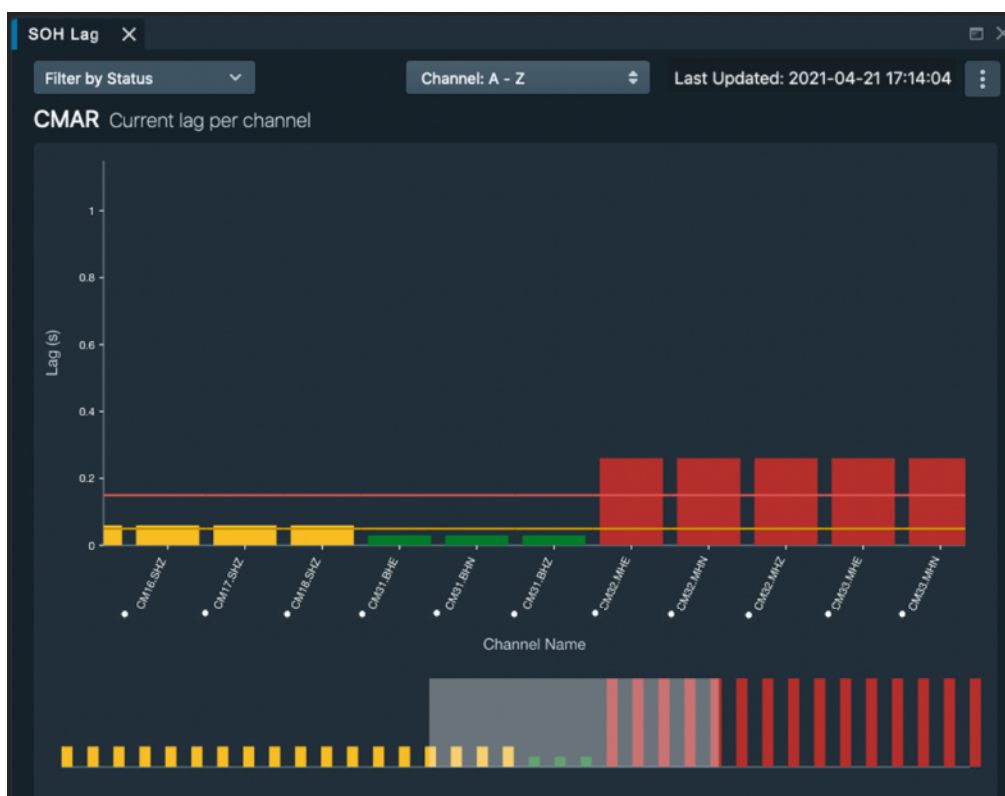 SOH Lag
Filter by Status
Channel: A - Z
Last Updated: 2021-04-21 17:14:04
CMAR Current lag per channel
1
0.8
0.6
0.4
0.2
0
Lag (s)
CM16.SHZ
CM17.SHZ
CM18.SHZ
CM31.BHE
CM31.BHN
CM31.BHZ
CM32.MHE
CM32.MHN
CM32.MHZ
CM33.MHE
CM33.MHN
Channel Name